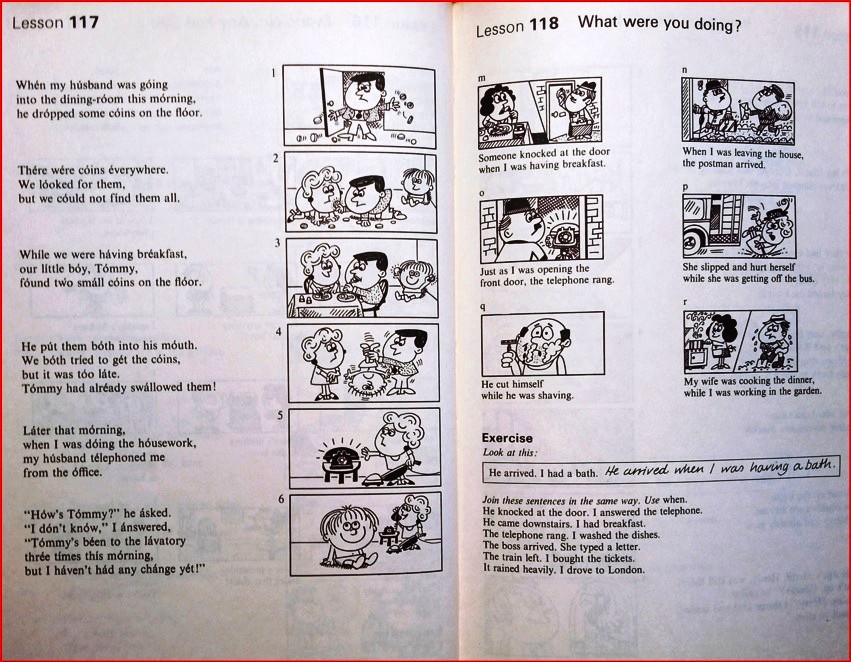 Lesson 117
1
Whén my húsband was góing
into the díning-róom this mórning,
he drópped some cóins on the flóor.
2
Thére wére cóins éverywhere.
We lóoked for them,
but we cóuld not fínd them all.
3
Whíle we were háving bréakfast,
our líttle bóy, Tómmy,
fóund twó smáll cóins on the flóor.
4
He pút them bóth into his móuth.
We bóth tríed to gét the cóins,
but it was tóo láte.
Tómmy had alréady swállowed them!
5
Láter that mórning,
when I was dóing the hóusework,
my húsband télephoned me
from the óffice.
6
“Hów's Tómmy?” he ásked.
“I dón't knów,” I ánswered,
“Tómmy's béen to the lávatory
thrée tímes this mórning,
but I háven't hád any chánge yét!”
Lesson 118 What were you doing?
m
Someone knocked at the door
when I was having breakfast.
n
When I was leaving the house,
the postman arrived.
o
Just as I was opening the
front door, the telephone rang.
p
She slipped and hurt herself
while she was getting off the bus.
q
He cut himself
while he was shaving.
r
My wife was cooking the dinner,
while I was working in the garden.
Exercise
Look at this:
He arrived. I had a bath. He arrived when I was having a bath.
Join these sentences in the same way. Use when.
He knocked at the door. I answered the telephone.
He came downstairs. I had breakfast.
The telephone rang. I washed the dishes.
The boss arrived. She typed a letter.
The train left. I bought the tickets.
It rained heavily. I drove to London.